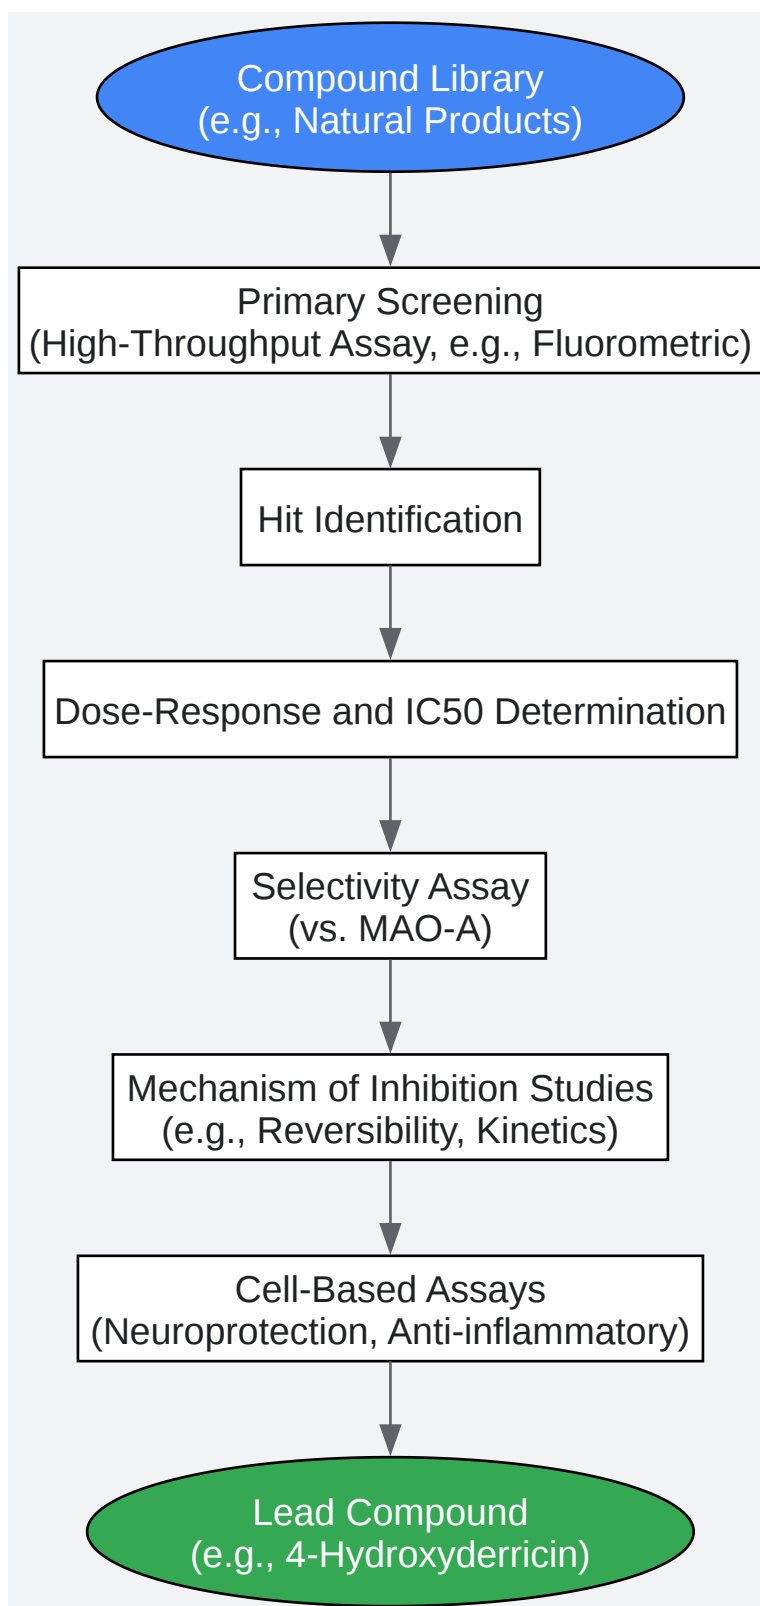 Compound Library
(e.g., Natural Products)
Primary Screening
(High-Throughput Assay, e.g., Fluorometric)
Hit Identification
Dose-Response and IC50 Determination
Selectivity Assay
(vs. MAO-A)
Mechanism of Inhibition Studies
(e.g., Reversibility, Kinetics)
Cell-Based Assays
(Neuroprotection, Anti-inflammatory)
Lead Compound
(e.g., 4-Hydroxyderricin)